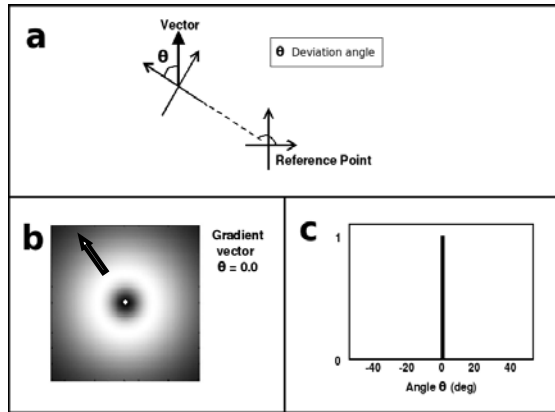 a
Vector
θ
θ Deviation angle
Reference Point
b
Gradient
vector
θ = 0.0
c
1
0
-40 -20 0 20 40
Angle θ (deg)